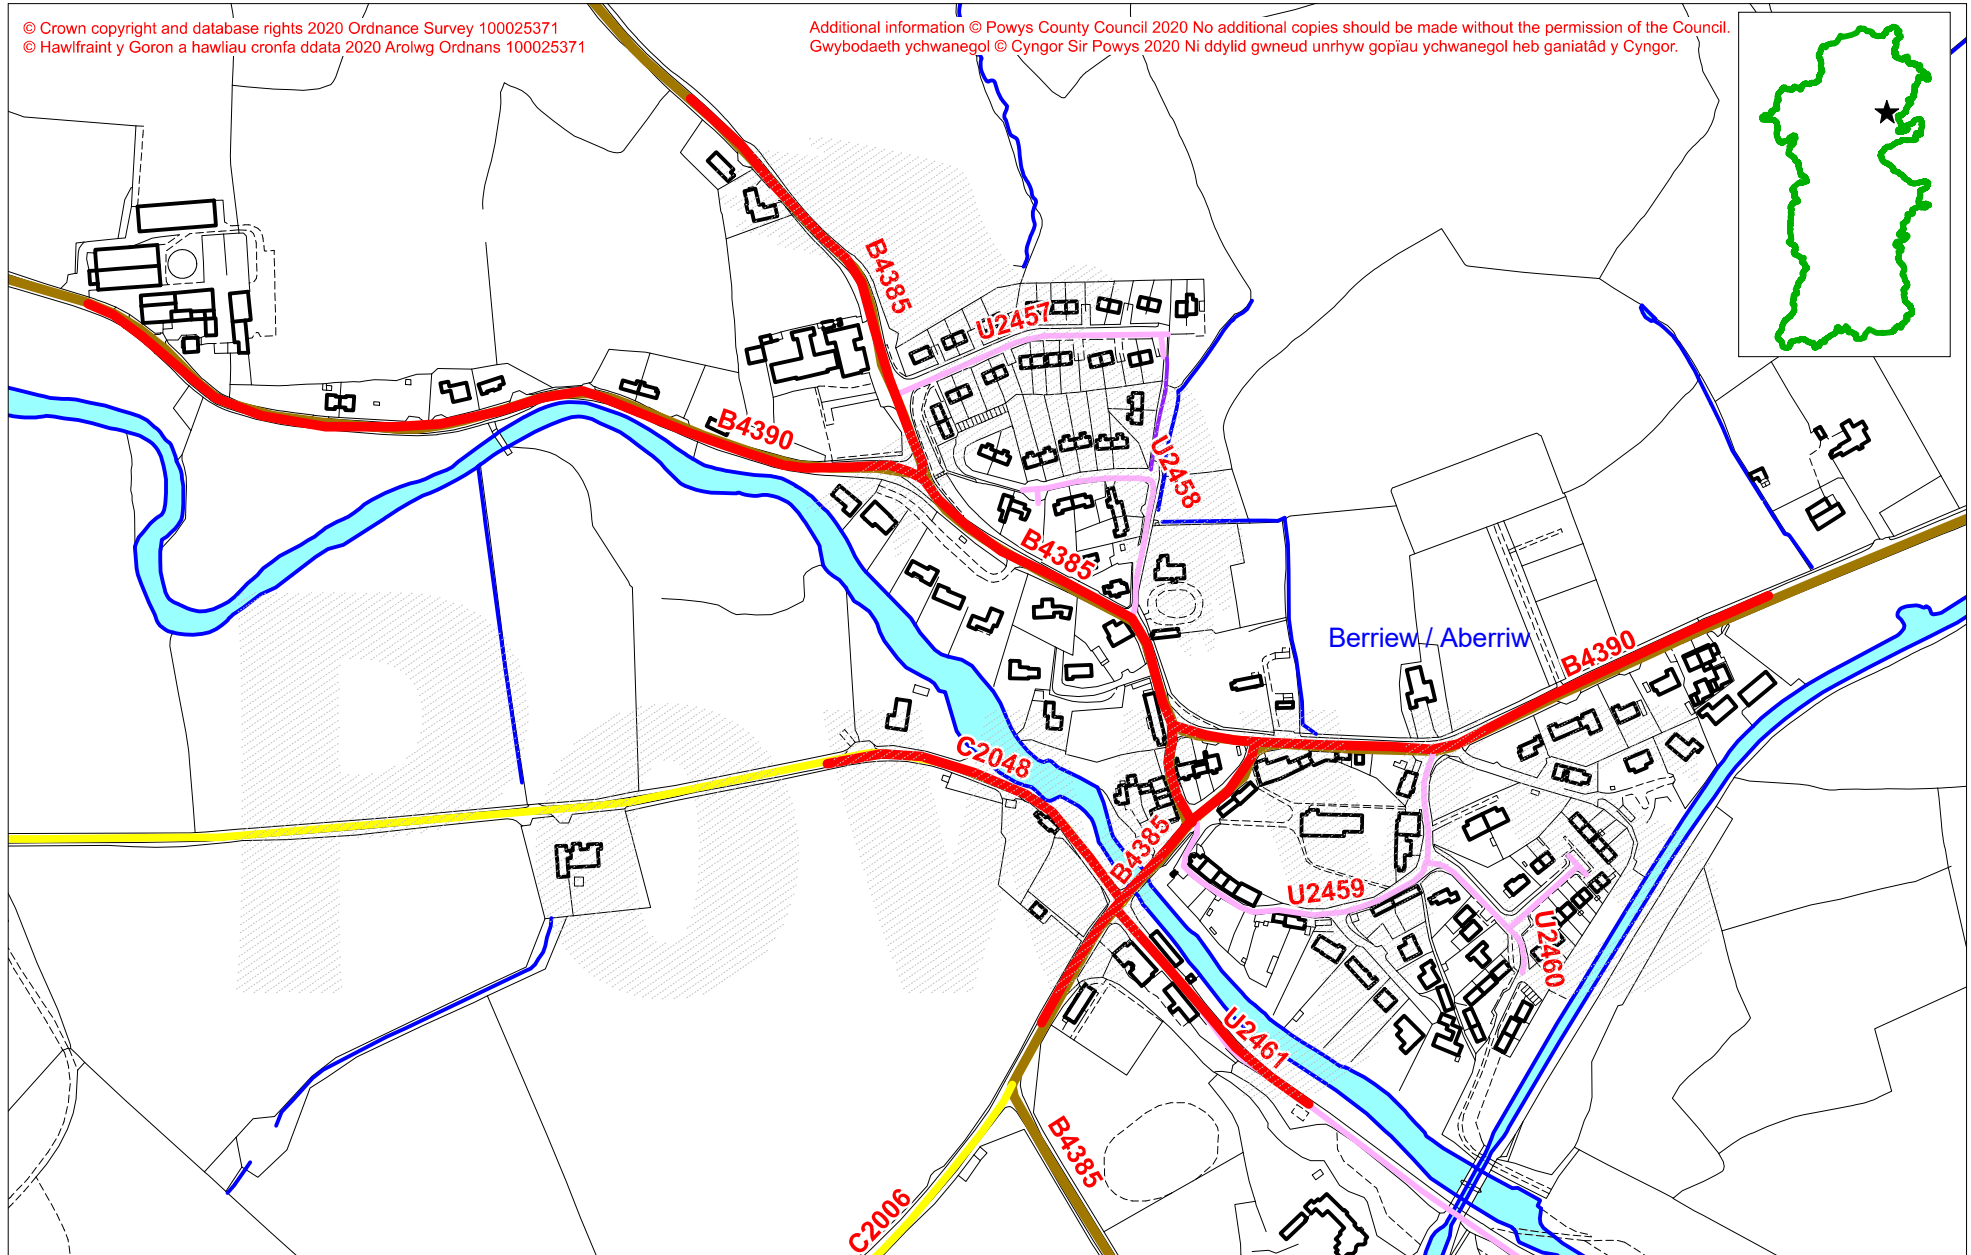 © Crown copyright and database rights 2020 Ordnance Survey 100025371
© Hawlfraint y Goron a hawliau cronfa ddata 2020 Arolwg Ordnans 100025371
Additional information © Powys County Council 2020 No additional copies should be made without the permission of the Council.
Gwybodaeth ychwanegol © Cyngor Sir Powys 2020 Ni ddylid gwneud unrhyw gopïau ychwanegol heb ganiatâd y Cyngor.
B4385
U2457
B4390
U2458
B4385
Berriew / Aberriw
B4390
C2048
B4385
U2459
U2460
U2461
B4385
C2006